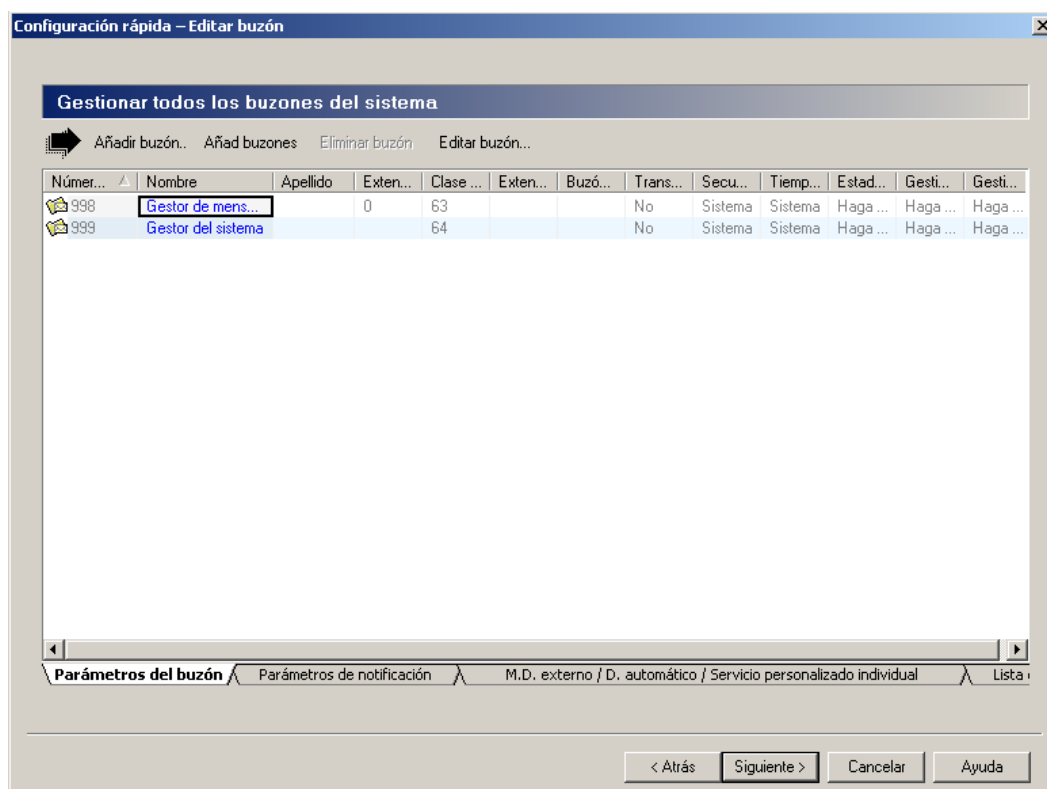 Configuración rápida – Editar buzón
Gestionar todos los buzones del sistema
Añadir buzón.. Añad buzones Eliminar buzón Editar buzón...
Númer... Nombre Apellido Exten... Clase ... Exten... Buzó... Trans... Secu... Tiemp... Estad... Gesti... Gesti...
998 Gestor de mens... 0 63 No Sistema Sistema Haga ... Haga ... Haga ...
999 Gestor del sistema 64 No Sistema Sistema Haga ... Haga ... Haga ...
Parámetros del buzón Parámetros de notificación M.D. externo / D. automático / Servicio personalizado individual Lista
< Atrás Siguiente > Cancelar Ayuda